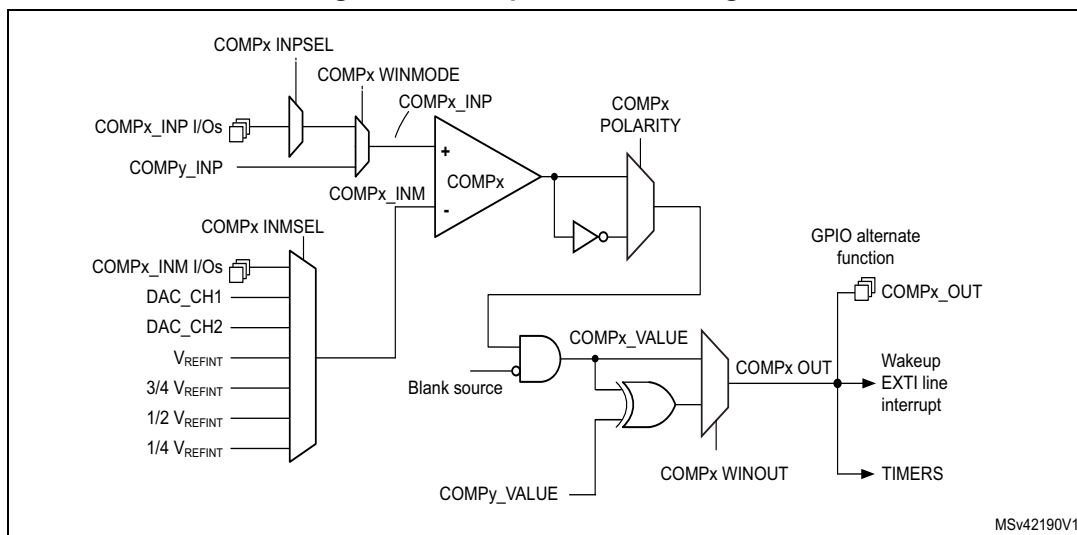 COMPx INPSEL
COMPx WINMODE
COMPx_INP
COMPx
POLARITY
COMPx_INP I/Os
COMPy_INP
+
COMPx
-
COMPx_INM
COMPx INMSEL
COMPx_INM I/Os
DAC_CH1
DAC_CH2
VREFINT
3/4 VREFINT
1/2 VREFINT
1/4 VREFINT
GPIO alternate
function
COMPx_OUT
COMPx_VALUE
COMPx OUT
Wakeup
EXTI line
interrupt
Blank source
COMPx WINOUT
TIMERS
COMPy_VALUE
MSv42190V1